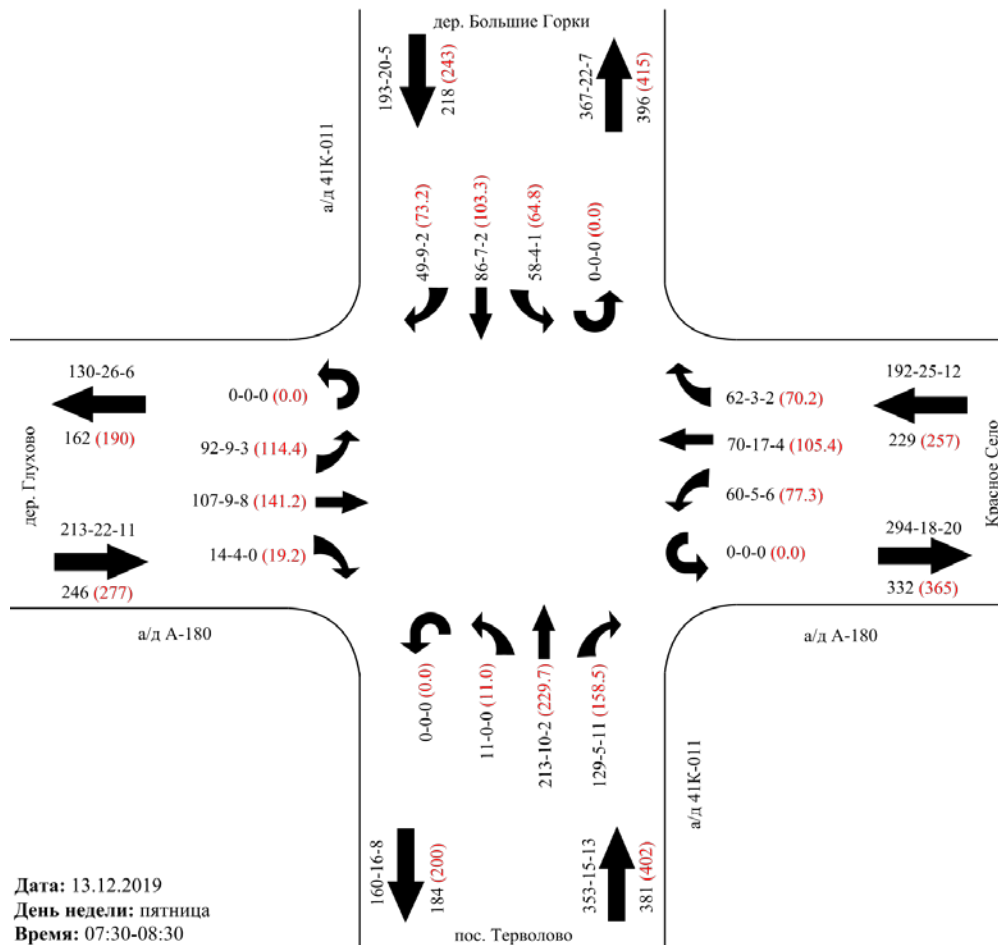 дер. Большие Горки
193-20-5
218 (243)
367-22-7
396 (415)
а/д 41К-011
49-9-2 (73.2)
86-7-2 (103.3)
58-4-1 (64.8)
0-0-0 (0.0)
130-26-6
162 (190)
дер. Глухово
213-22-11
246 (277)
0-0-0 (0.0)
92-9-3 (114.4)
107-9-8 (141.2)
14-4-0 (19.2)
62-3-2 (70.2)
70-17-4 (105.4)
60-5-6 (77.3)
0-0-0 (0.0)
192-25-12
229 (257)
Красное Село
294-18-20
332 (365)
а/д А-180
а/д А-180
0-0-0 (0.0)
11-0-0 (11.0)
213-10-2 (229.7)
129-5-11 (158.5)
а/д 41К-011
160-16-8
184 (200)
353-15-13
381 (402)
Дата: 13.12.2019
День недели: пятница
Время: 07:30-08:30
пос. Терволово